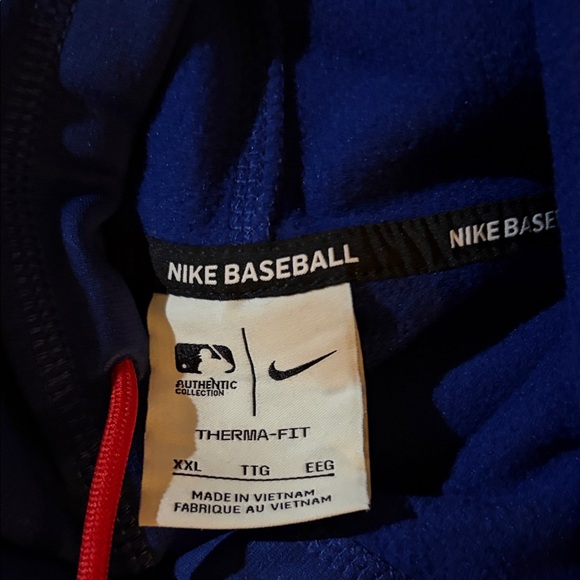 NIKE BASEBALL
NIKE BASE
AUTHENTIC
COLLECTION
THERMA-FIT
XXL TTG EEG
MADE IN VIETNAM
FABRIQUE AU VIETNAM